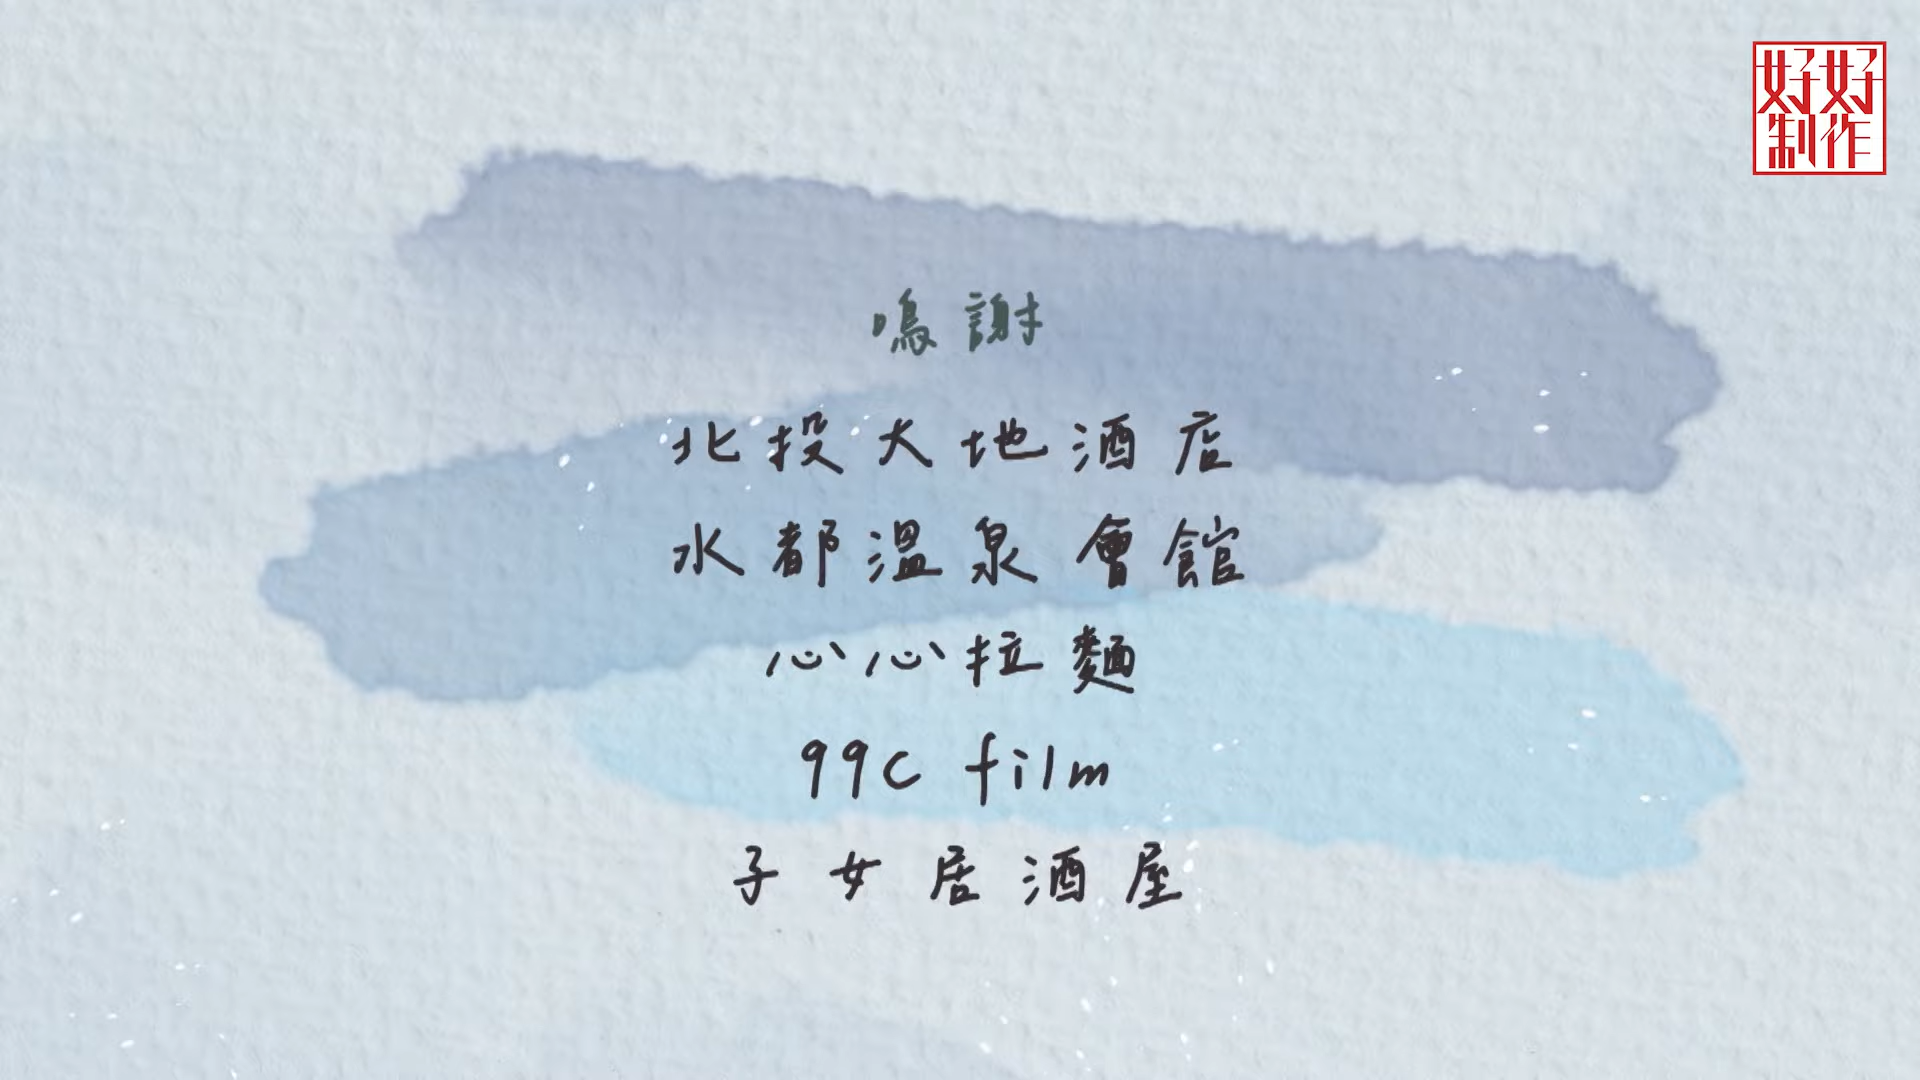 好好
制作
鳴謝
北投大地酒店
水都溫泉會館
心心拉麵
99c film
子女居酒屋